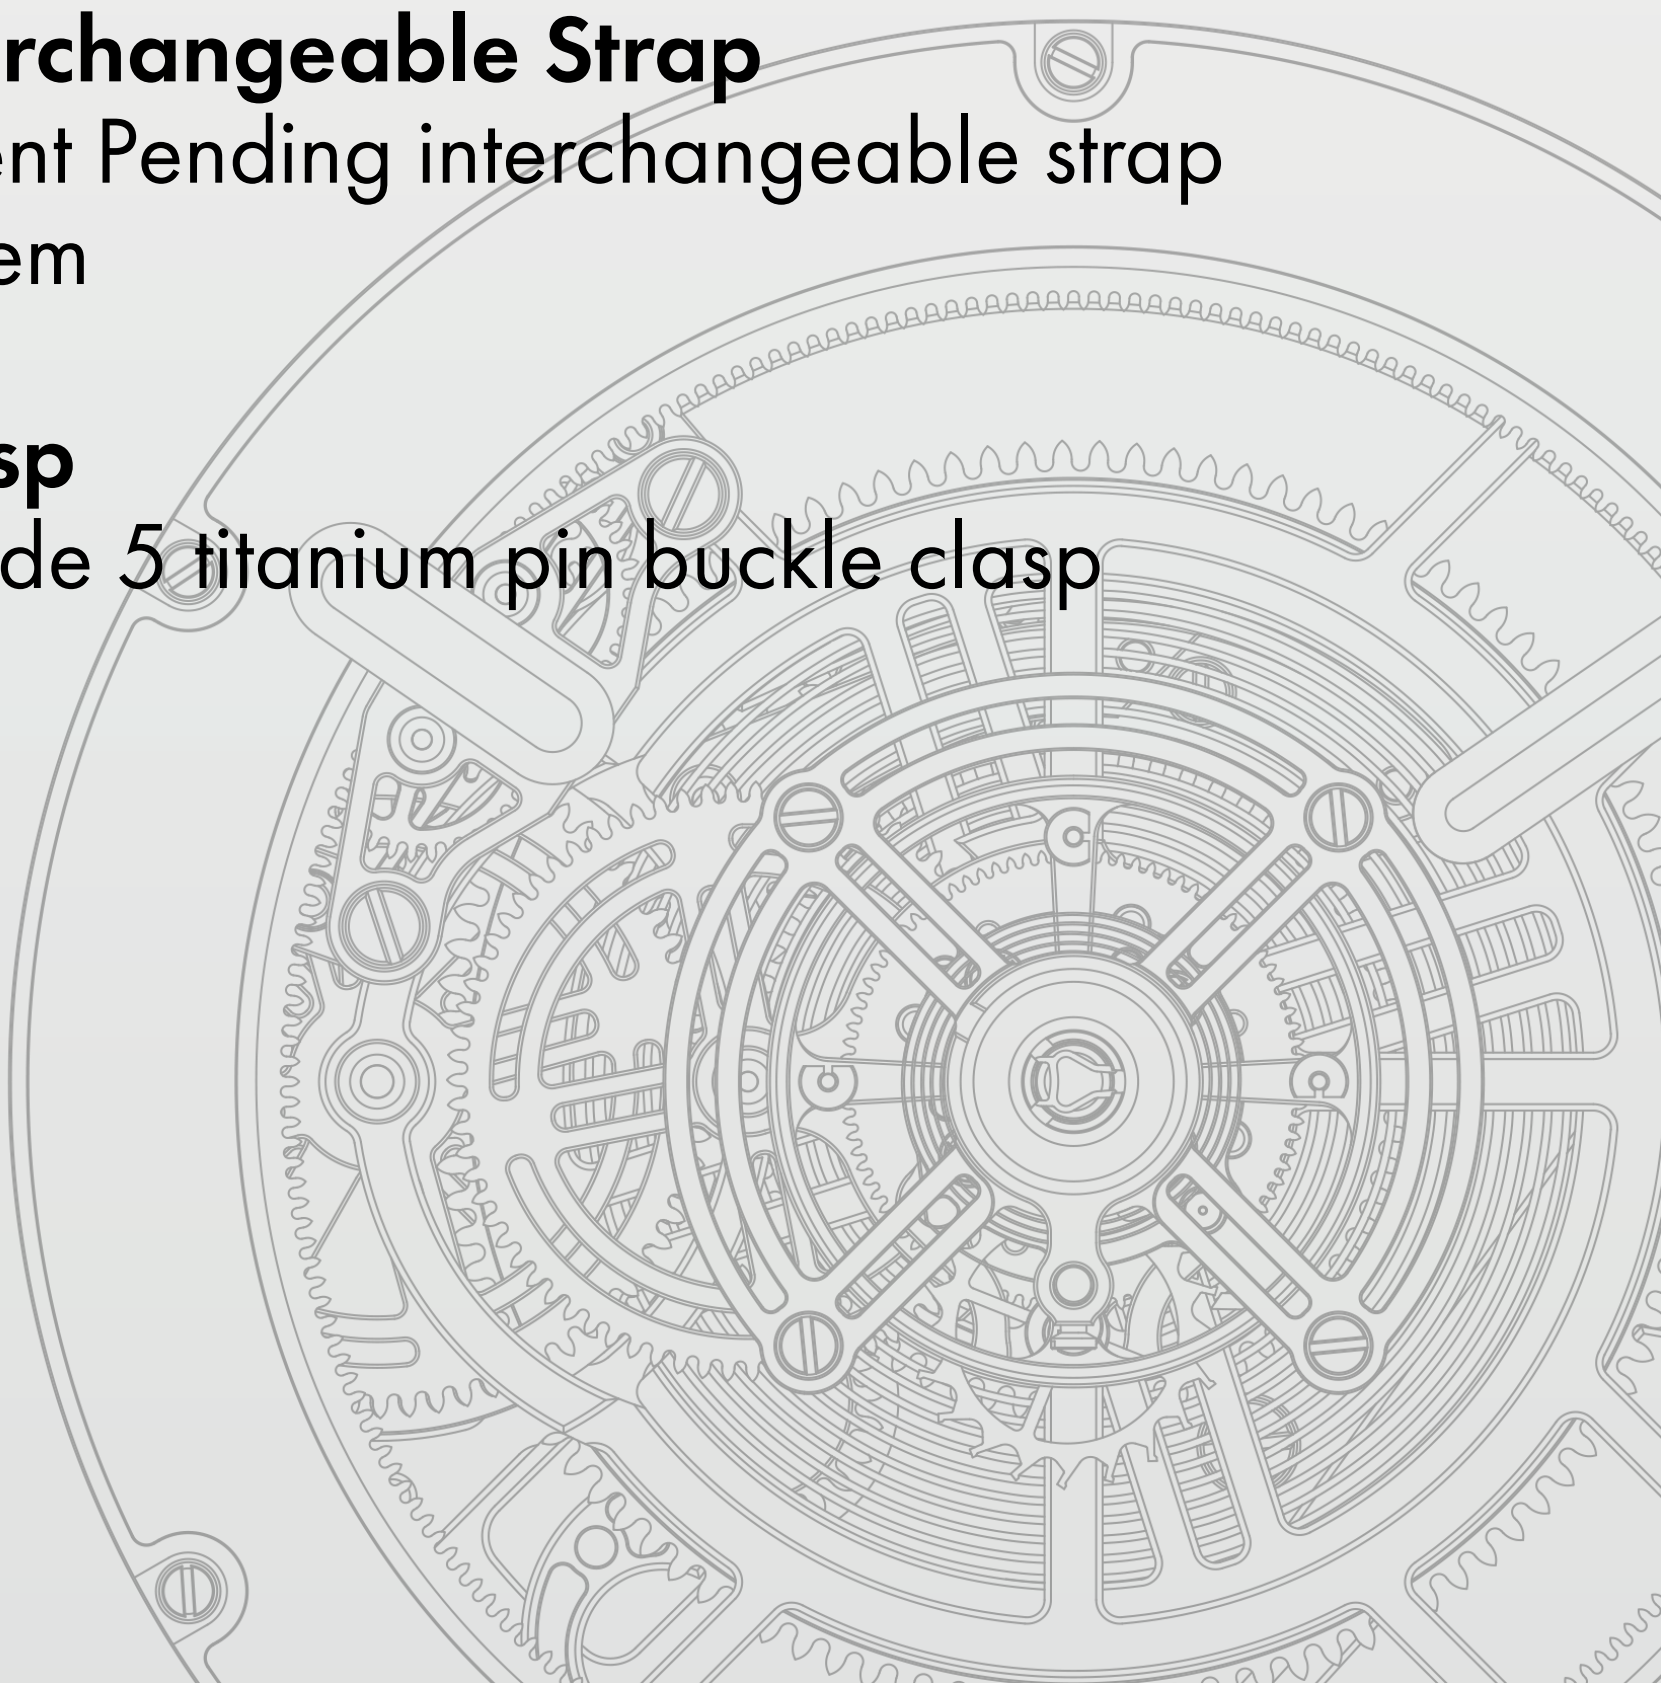 rchangeable Strap
ent Pending interchangeable strap
em
sp
de 5 titanium pin buckle clasp